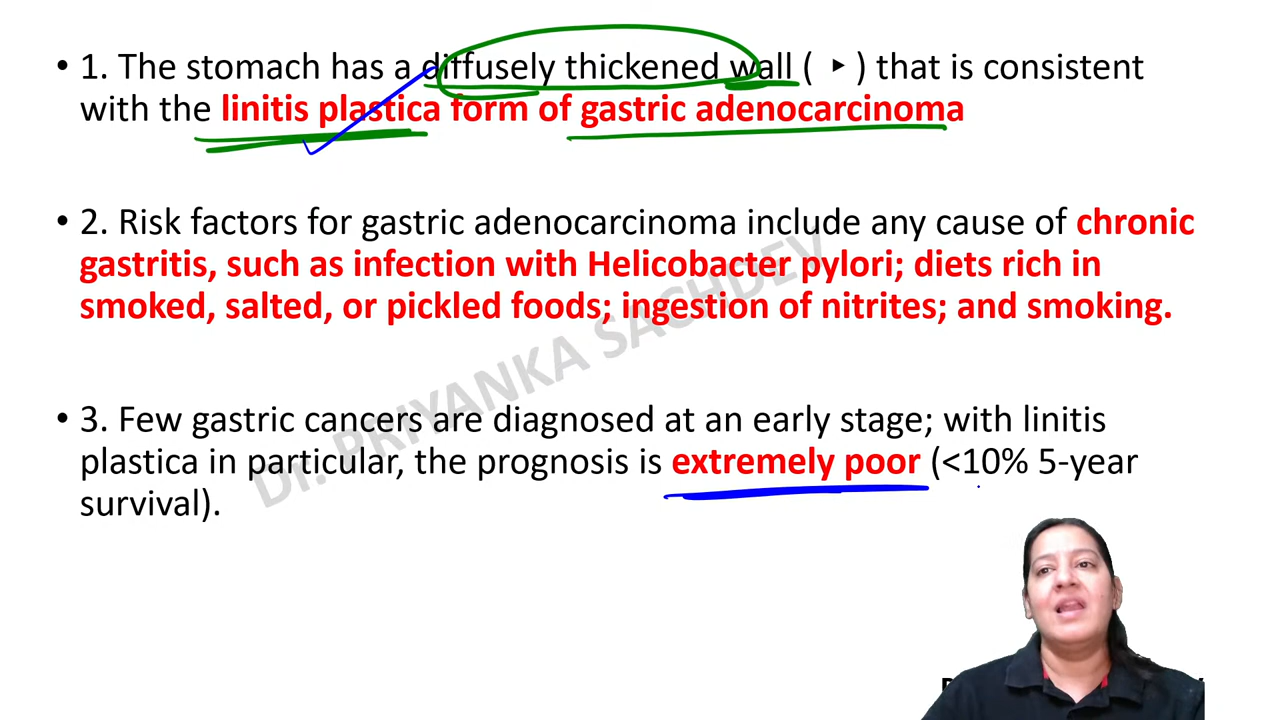 • 1. The stomach has a diffusely thickened wall ( ▸ ) that is consistent
with the linitis plastica form of gastric adenocarcinoma
• 2. Risk factors for gastric adenocarcinoma include any cause of chronic
gastritis, such as infection with Helicobacter pylori; diets rich in
smoked, salted, or pickled foods; ingestion of nitrites; and smoking.
• 3. Few gastric cancers are diagnosed at an early stage; with linitis
plastica in particular, the prognosis is extremely poor (<10% 5-year
survival).
Dr. PRIYANKA SACHDEV